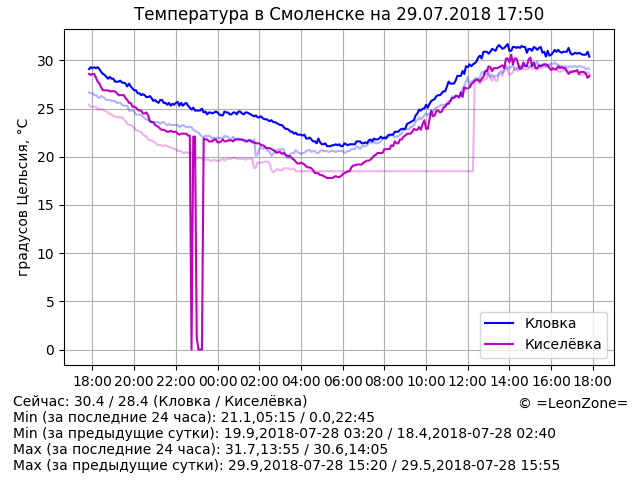 Температура в Смоленске на 29.07.2018 17:50
градусов Цельсия, °C
30
25
20
15
10
5
0
Кловка
Киселёвка
18:00 20:00 22:00 00:00 02:00 04:00 06:00 08:00 10:00 12:00 14:00 16:00 18:00
Сейчас: 30.4 / 28.4 (Кловка / Киселёвка)
© =LeonZone=
Min (за последние 24 часа): 21.1,05:15 / 0.0,22:45
Min (за предыдущие сутки): 19.9,2018-07-28 03:20 / 18.4,2018-07-28 02:40
Max (за последние 24 часа): 31.7,13:55 / 30.6,14:05
Max (за предыдущие сутки): 29.9,2018-07-28 15:20 / 29.5,2018-07-28 15:55